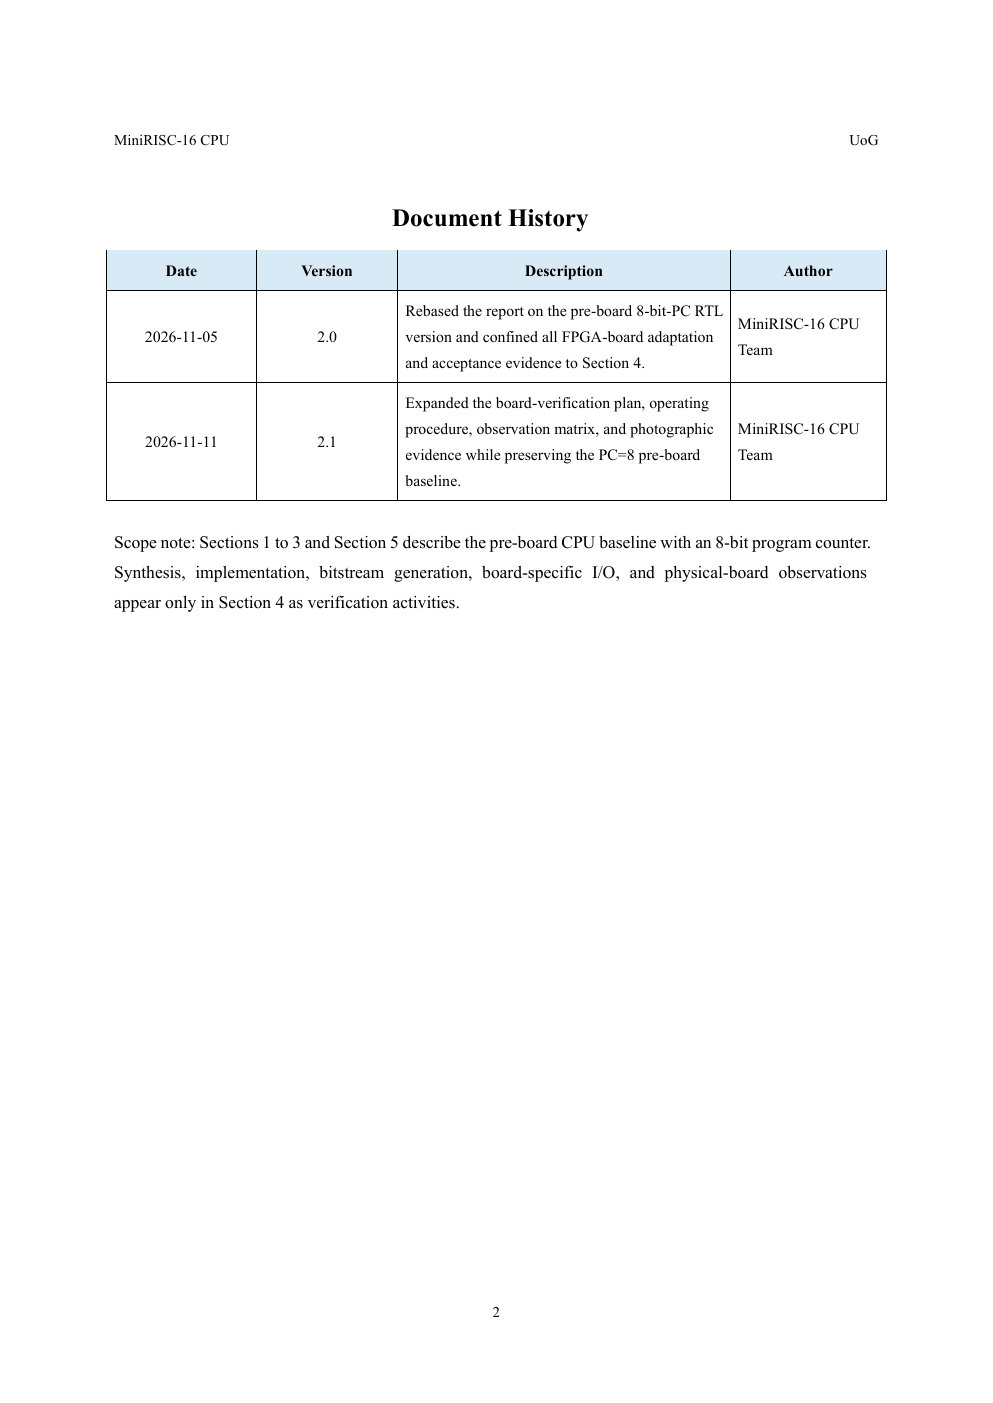 MiniRISC-16 CPU UoG
Document History
Date Version Description Author
2026-11-05 2.0 Rebased the report on the pre-board 8-bit-PC RTL
version and confined all FPGA-board adaptation
and acceptance evidence to Section 4.
MiniRISC-16 CPU
Team
2026-11-11 2.1 Expanded the board-verification plan, operating
procedure, observation matrix, and photographic
evidence while preserving the PC=8 pre-board
baseline.
MiniRISC-16 CPU
Team
Scope note: Sections 1 to 3 and Section 5 describe the pre-board CPU baseline with an 8-bit program counter.
Synthesis, implementation, bitstream generation, board-specific I/O, and physical-board observations
appear only in Section 4 as verification activities.
2